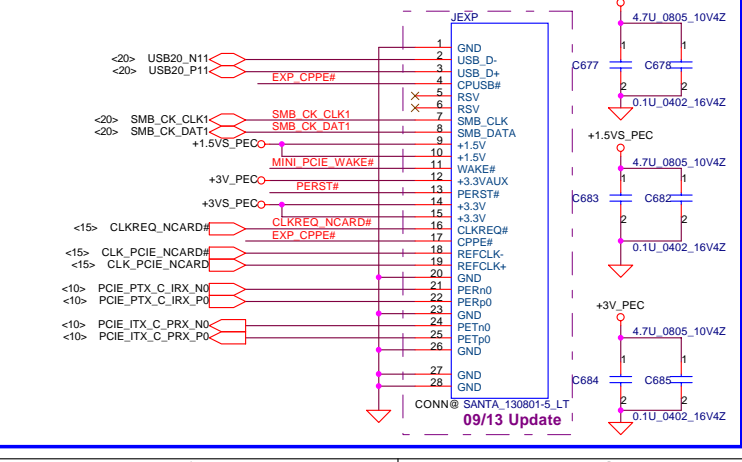 JEXP
4.7U_0805_10V4Z
1 GND
<20> USB20_N11 2 USB_D-
<20> USB20_P11 3 USB_D+
EXP_CPPE# 4 CPUSB#
5 RSV
6 RSV
<20> SMB_CK_CLK1 SMB_CK_CLK1 7 SMB_CLK
<20> SMB_CK_DAT1 SMB_CK_DAT1 8 SMB_DATA
+1.5VS_PEC 9 +1.5V
10 +1.5V
MINI_PCIE_WAKE# 11 WAKE#
+3V_PEC 12 +3.3VAUX
PERST# 13 PERST#
+3VS_PEC 14 +3.3V
15 +3.3V
<15> CLKREQ_NCARD# CLKREQ_NCARD# 16 CLKREQ#
EXP_CPPE# 17 CPPE#
<15> CLK_PCIE_NCARD# 18 REFCLK-
<15> CLK_PCIE_NCARD 19 REFCLK+
20 GND
<10> PCIE_PTX_C_IRX_N0 21 PERn0
<10> PCIE_PTX_C_IRX_P0 22 PERp0
23 GND
<10> PCIE_ITX_C_PRX_N0 24 PETn0
<10> PCIE_ITX_C_PRX_P0 25 PETp0
26 GND
27 GND
28 GND
CONN@ SANTA_130801-5_LT
09/13 Update
1 1
C677 C678
2 2
0.1U_0402_16V4Z
+1.5VS_PEC
4.7U_0805_10V4Z
1 1
C683 C682
2 2
0.1U_0402_16V4Z
+3V_PEC
4.7U_0805_10V4Z
1 1
C684 C685
2 2
0.1U_0402_16V4Z